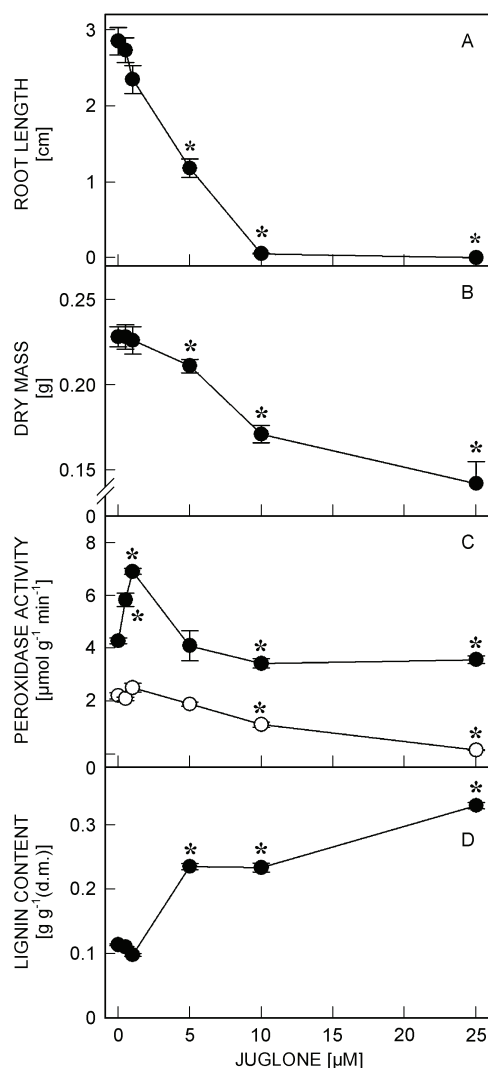 3
A
ROOT LENGTH
[cm]
2
*
1
*
*
0
0.25
B
DRY MASS
[g]
*
0.20
*
*
0.15
0
8
*
C
PEROXIDASE ACTIVITY
[µmol g⁻¹ min⁻¹]
6
*
4
*
*
2
*
*
0
*
LIGNIN CONTENT
[g g⁻¹(d.m.)]
0.3
D
*
*
0.2
0.1
0
0 5 10 15 20 25
JUGLONE [µM]